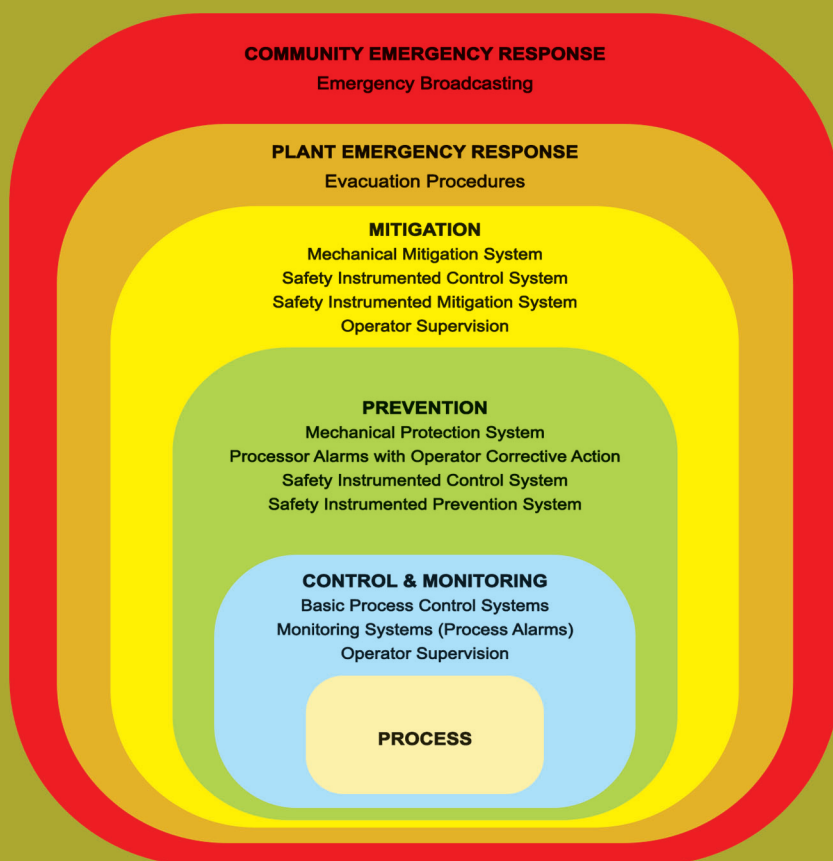 COMMUNITY EMERGENCY RESPONSE
Emergency Broadcasting
PLANT EMERGENCY RESPONSE
Evacuation Procedures
MITIGATION
Mechanical Mitigation System
Safety Instrumented Control System
Safety Instrumented Mitigation System
Operator Supervision
PREVENTION
Mechanical Protection System
Processor Alarms with Operator Corrective Action
Safety Instrumented Control System
Safety Instrumented Prevention System
CONTROL & MONITORING
Basic Process Control Systems
Monitoring Systems (Process Alarms)
Operator Supervision
PROCESS